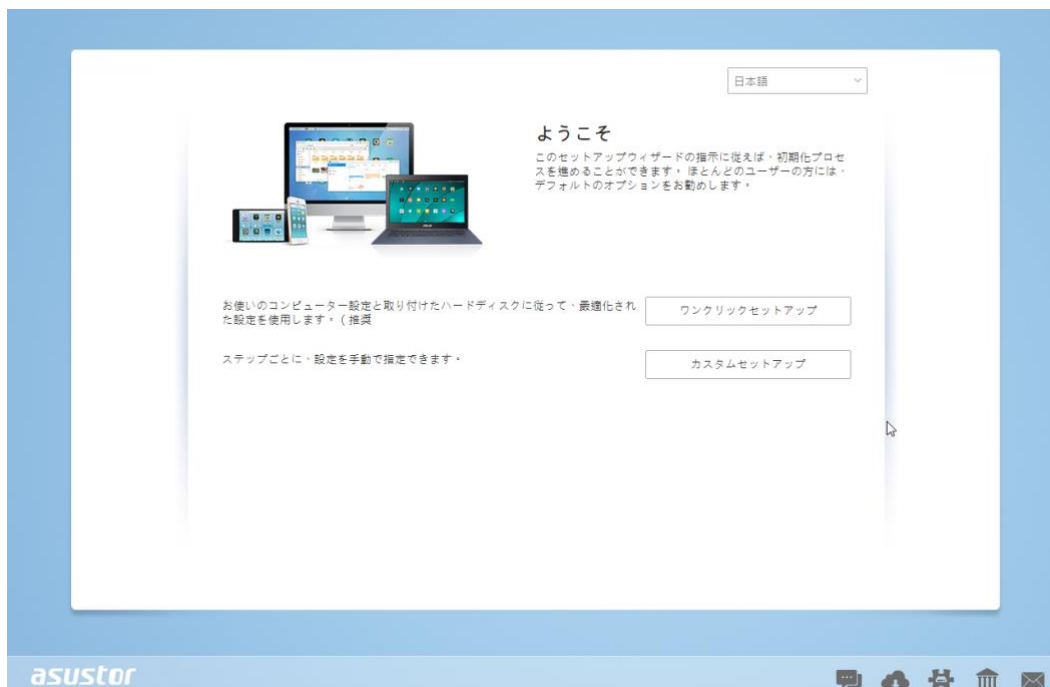 日本語
ようこそ
このセットアップウィザードの指示に従えば、初期化プロセ
スを進めることができます。 ほとんどのユーザーの方には、
デフォルトのオプションをお勧めします。
お使いのコンピューター設定と取り付けたハードディスクに従って、最適化され
た設定を使用します。( 推奨
ワンクリックセットアップ
ステップごとに、設定を手動で指定できます。
カスタムセットアップ
asustor